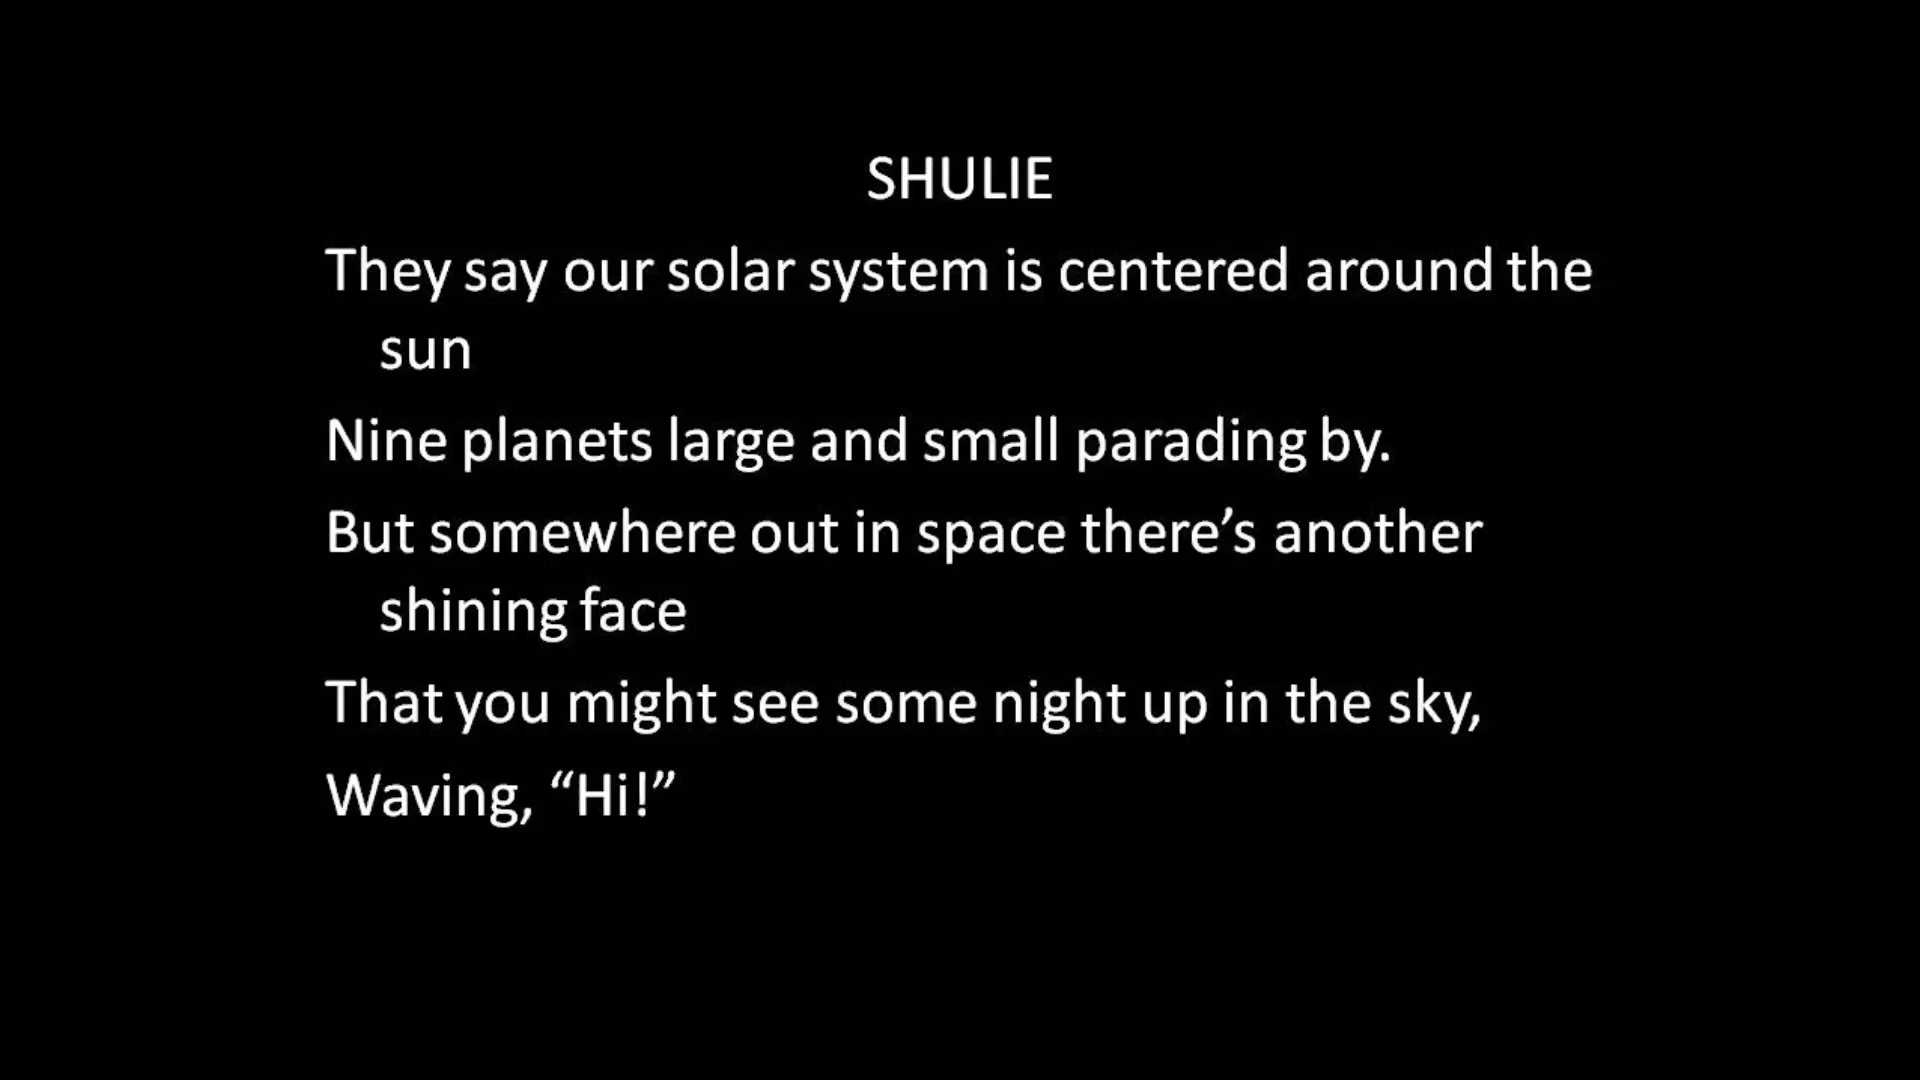 SHULIE
They say our solar system is centered around the
sun
Nine planets large and small parading by.
But somewhere out in space there’s another
shining face
That you might see some night up in the sky,
Waving, “Hi!”